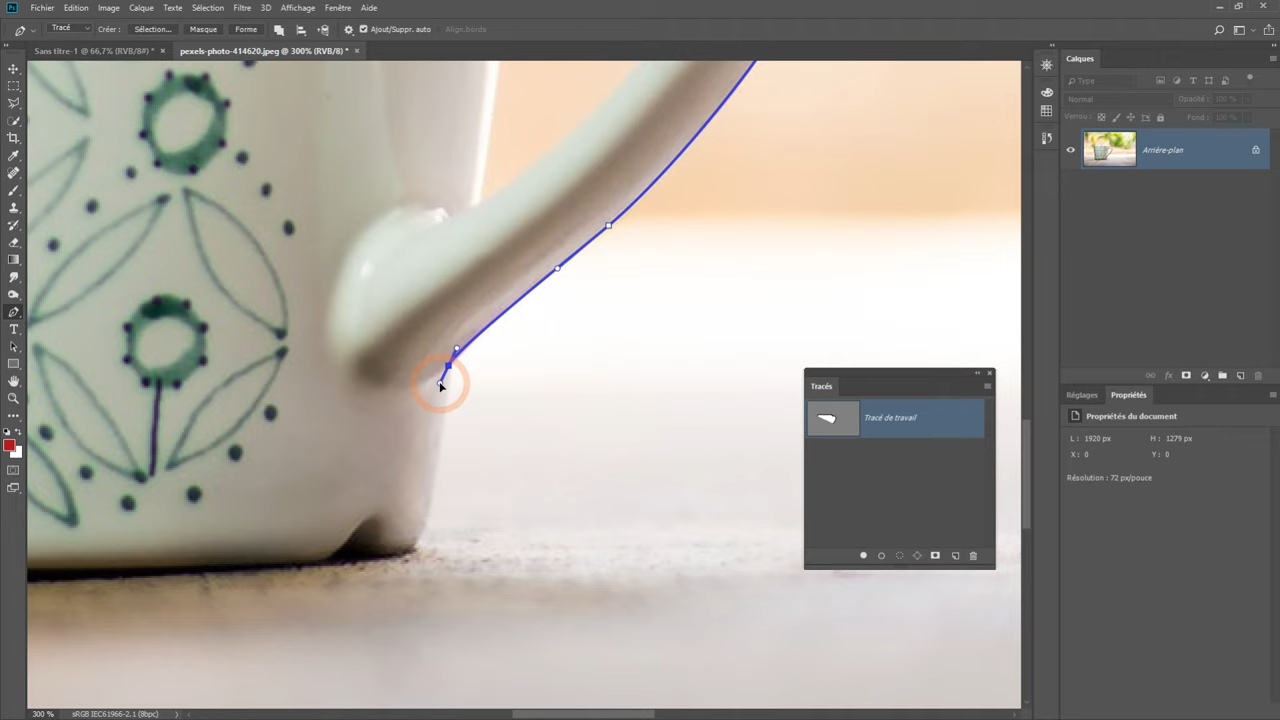 Ps Fichier Edition Image Calque Texte Sélection Filtre 3D Affichage Fenêtre Aide
Tracé Créer : Sélection... Masque Forme Ajout/Suppr. auto Align.bords
Sans titre-1 @ 66,7% (RVB/8#) * × pexels-photo-414620.jpeg @ 300% (RVB/8) * ×
Calques
Type
Normal Opacité : 100 %
Verrou : Fond : 100 %
Arrière-plan
Tracés
Tracé de travail
Réglages Propriétés
Propriétés du document
L : 1920 px H : 1279 px
X : 0 Y : 0
Résolution : 72 px/pouce
fx
T
300 % sRGB IEC61966-2.1 (8bpc)